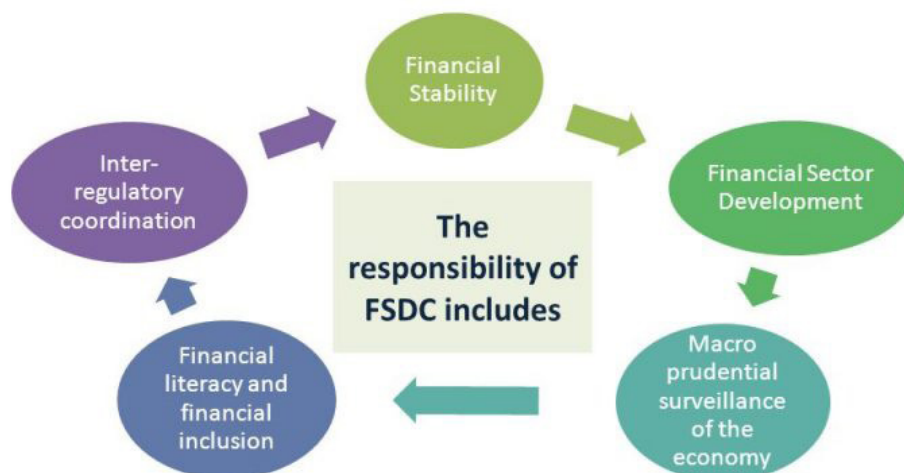 Financial
Stability
Financial Sector
Development
Macro
prudential
surveillance
of the
economy
Financial
literacy and
financial
inclusion
Inter-
regulatory
coordination
The
responsibility of
FSDC includes